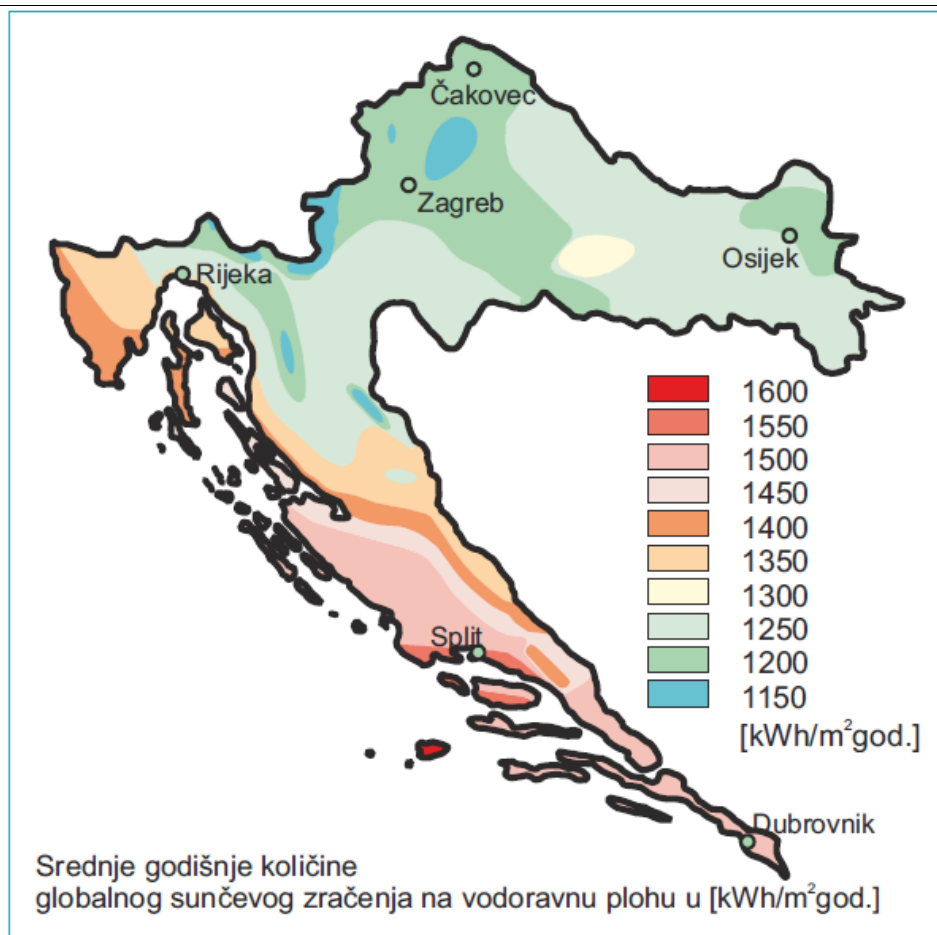 Čakovec
Zagreb
Osijek
Rijeka
1600
1550
1500
1450
1400
1350
1300
1250
1200
1150
[kWh/m²god.]
Split
Dubrovnik
Srednje godišnje količine
globalnog sunčevog zračenja na vodoravnu plohu u [kWh/m²god.]